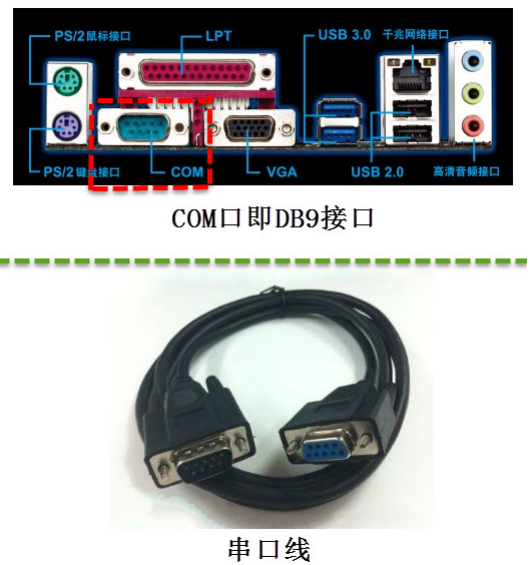 PS/2鼠标接口
LPT
USB 3.0
千兆网络接口
PS/2键盘接口
COM
VGA
USB 2.0
高清音频接口
COM口即DB9接口
串口线